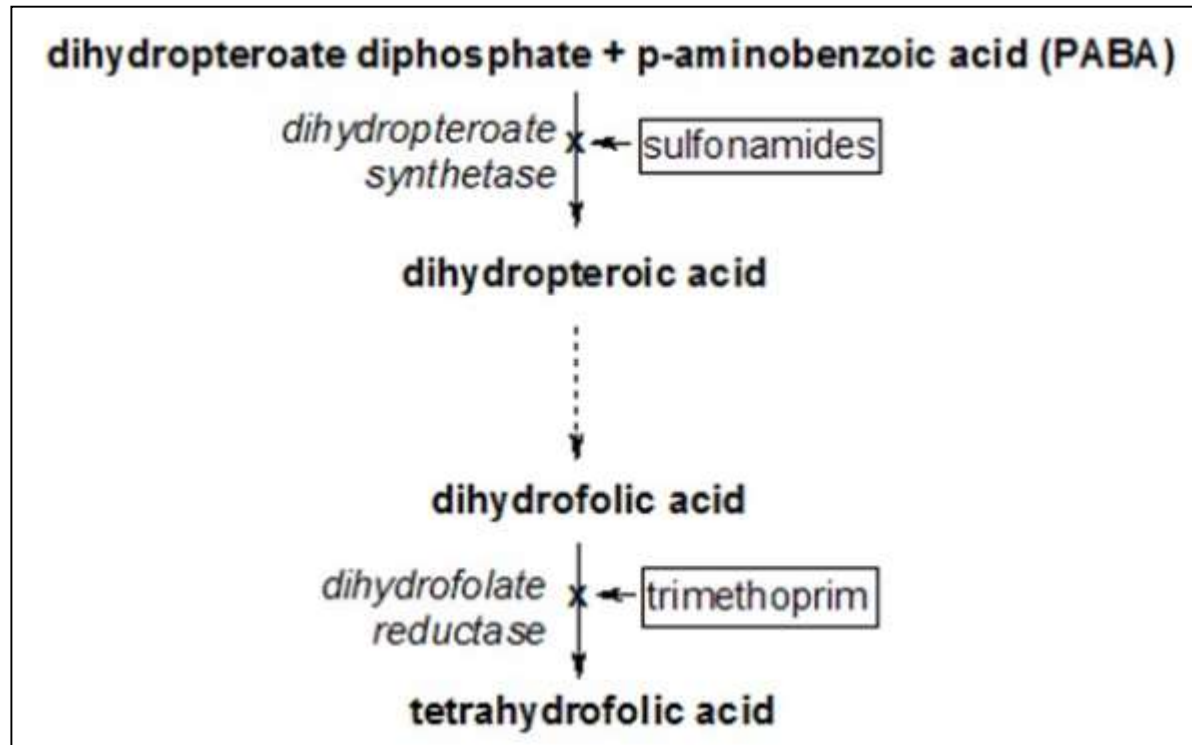 dihydropteroate diphosphate + p-aminobenzoic acid (PABA)
dihydropteroate
synthetase
x
sulfonamides
dihydropteroic acid
dihydrofolic acid
dihydrofolate
reductase
x
trimethoprim
tetrahydrofolic acid